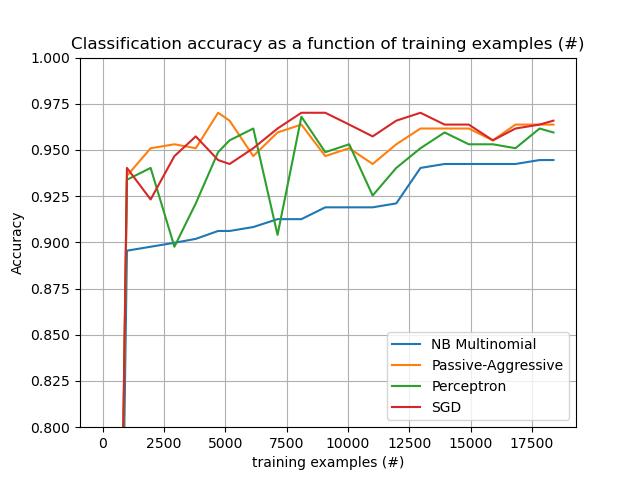 Classification accuracy as a function of training examples (#)
1.000
0.975
0.950
0.925
0.900
0.875
0.850
0.825
0.800
Accuracy
NB Multinomial
Passive-Aggressive
Perceptron
SGD
0 2500 5000 7500 10000 12500 15000 17500
training examples (#)